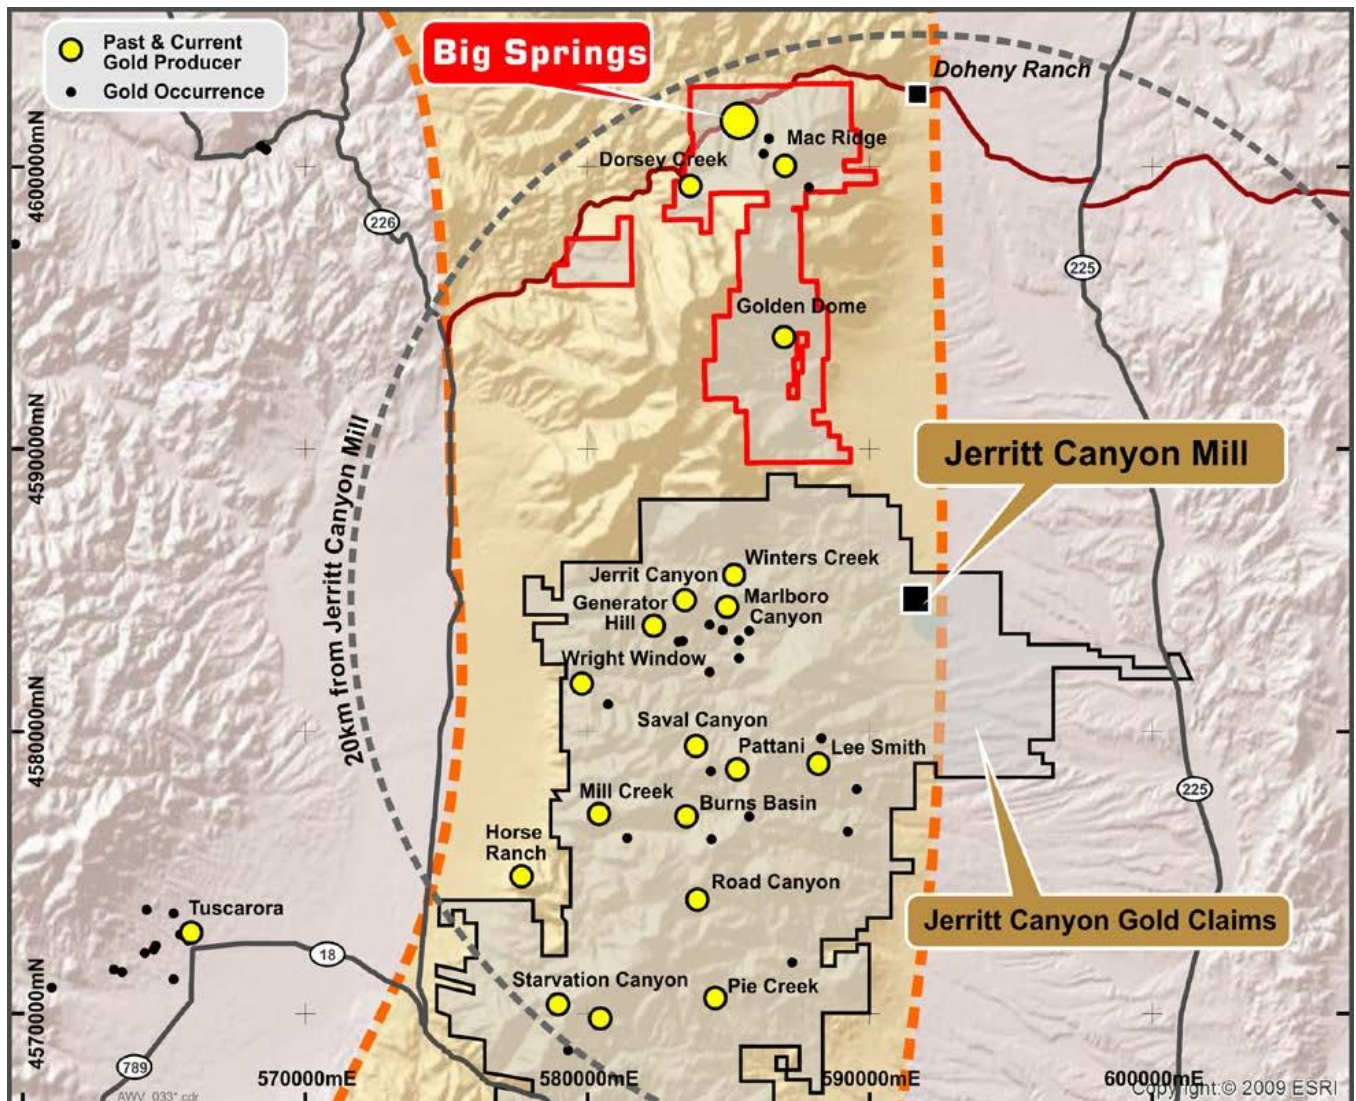 Past & Current
Gold Producer
Gold Occurrence
Big Springs
Doheny Ranch
Mac Ridge
Dorsey Creek
4600000mN
226
225
Golden Dome
4590000mN
Jerritt Canyon Mill
20km from Jerritt Canyon Mill
Winters Creek
Jerrit Canyon
Marlboro
Canyon
Generator
Hill
Wright Window
4580000mN
Saval Canyon
Pattani
Lee Smith
225
Mill Creek
Burns Basin
Horse
Ranch
Road Canyon
Tuscarora
Jerritt Canyon Gold Claims
18
Starvation Canyon
Pie Creek
4570000mN
789
570000mE
580000mE
590000mE
600000mE
AWV_033*.cdr
Copyright:© 2009 ESRI